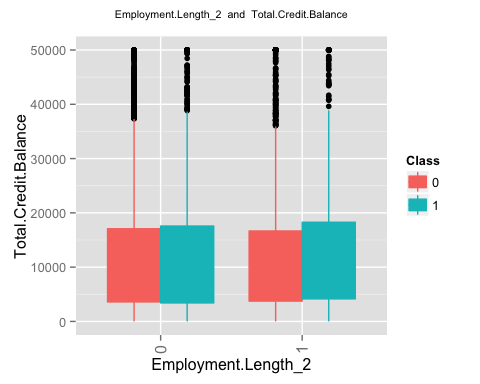 Employment.Length_2 and Total.Credit.Balance
50000
40000
30000
20000
10000
0
Total.Credit.Balance
0
1
Employment.Length_2
Class
0
1